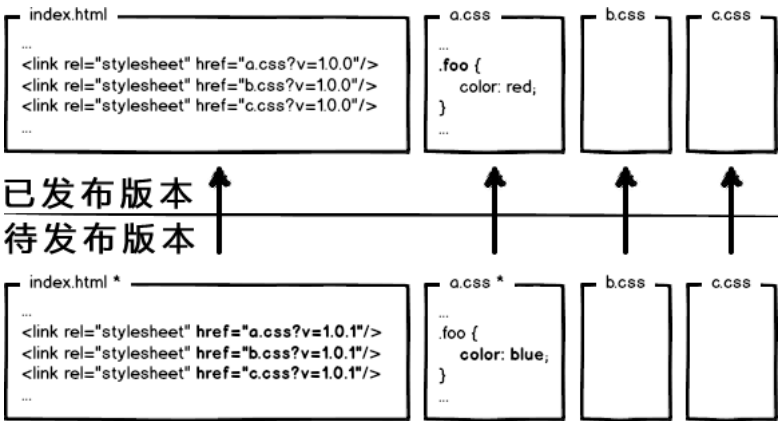 index.html
...
<link rel="stylesheet" href="a.css?v=1.0.0"/>
<link rel="stylesheet" href="b.css?v=1.0.0"/>
<link rel="stylesheet" href="c.css?v=1.0.0"/>
...
a.css
...
.foo {
color: red;
}
...
b.css
c.css
已发布版本
待发布版本
index.html *
...
<link rel="stylesheet" href="a.css?v=1.0.1"/>
<link rel="stylesheet" href="b.css?v=1.0.1"/>
<link rel="stylesheet" href="c.css?v=1.0.1"/>
...
a.css *
...
.foo {
color: blue;
}
...
b.css
c.css